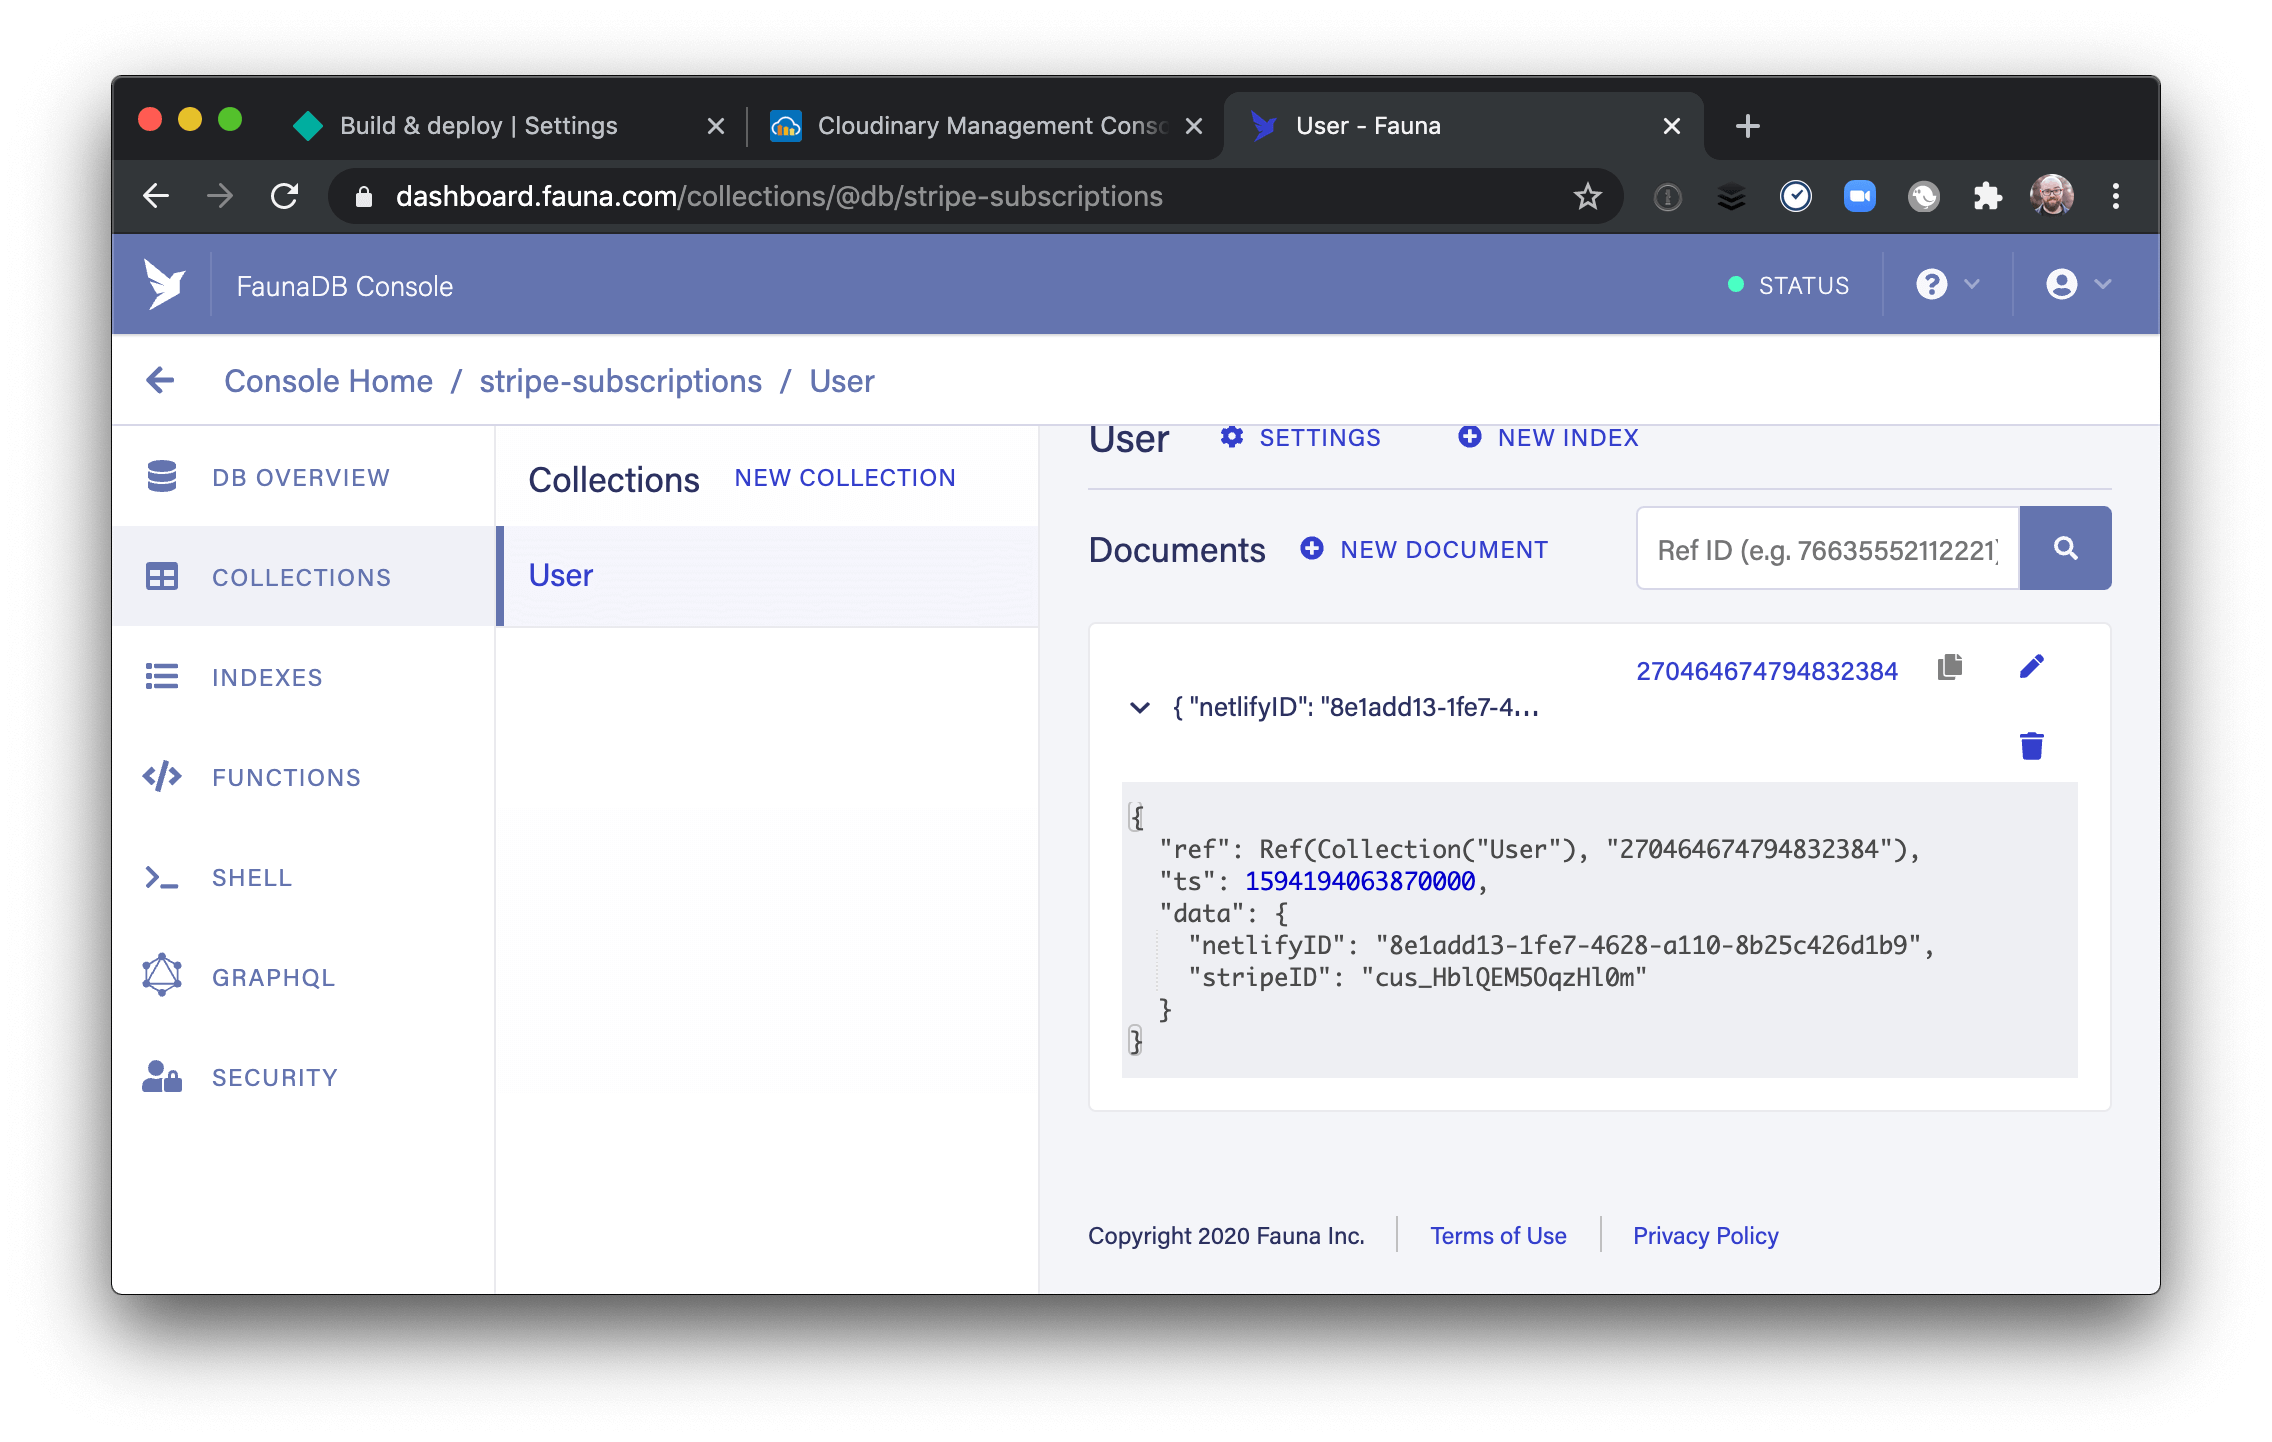 Build & deploy | Settings
Cloudinary Management Consc
User - Fauna
dashboard.fauna.com/collections/@db/stripe-subscriptions
FaunaDB Console
STATUS
Console Home / stripe-subscriptions / User
DB OVERVIEW
COLLECTIONS
INDEXES
FUNCTIONS
SHELL
GRAPHQL
SECURITY
Collections NEW COLLECTION
User
User SETTINGS NEW INDEX
Documents NEW DOCUMENT
Ref ID (e.g. 76635552112221)
270464674794832384
{ "netlifyID": "8e1add13-1fe7-4...
{
"ref": Ref(Collection("User"), "270464674794832384"),
"ts": 1594194063870000,
"data": {
"netlifyID": "8e1add13-1fe7-4628-a110-8b25c426d1b9",
"stripeID": "cus_HblQEM5OqzHl0m"
}
}
Copyright 2020 Fauna Inc.
Terms of Use
Privacy Policy